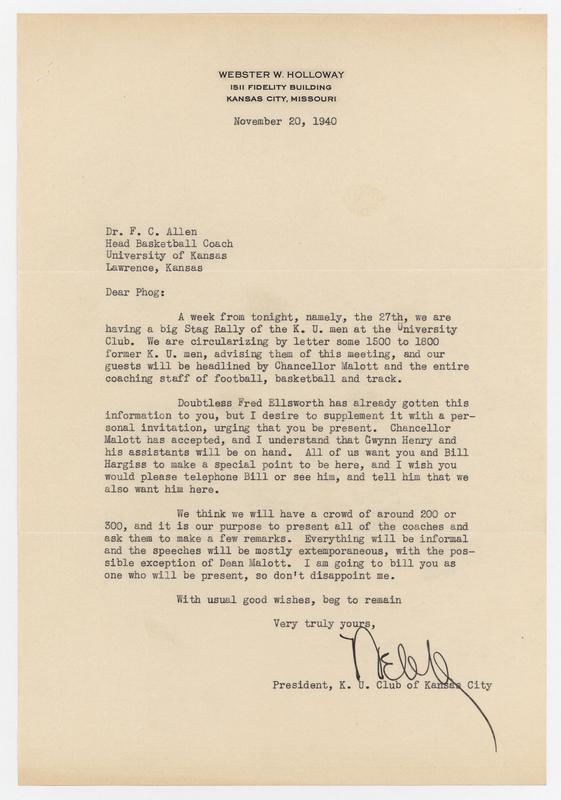 WEBSTER W. HOLLOWAY
1511 FIDELITY BUILDING
KANSAS CITY, MISSOURI
November 20, 1940
Dr. F. C. Allen
Head Basketball Coach
University of Kansas
Lawrence, Kansas
Dear Phog:
A week from tonight, namely, the 27th, we are
having a big Stag Rally of the K. U. men at the University
Club. We are circularizing by letter some 1500 to 1800
former K. U. men, advising them of this meeting, and our
guests will be headlined by Chancellor Malott and the entire
coaching staff of football, basketball and track.
Doubtless Fred Ellsworth has already gotten this
information to you, but I desire to supplement it with a per-
sonal invitation, urging that you be present. Chancellor
Malott has accepted, and I understand that Gwynn Henry and
his assistants will be on hand. All of us want you and Bill
Hargiss to make a special point to be here, and I wish you
would please telephone Bill or see him, and tell him that we
also want him here.
We think we will have a crowd of around 200 or
300, and it is our purpose to present all of the coaches and
ask them to make a few remarks. Everything will be informal
and the speeches will be mostly extemporaneous, with the pos-
sible exception of Dean Malott. I am going to bill you as
one who will be present, so don't disappoint me.
With usual good wishes, beg to remain
Very truly yours,
Webb
President, K. U. Club of Kansas City